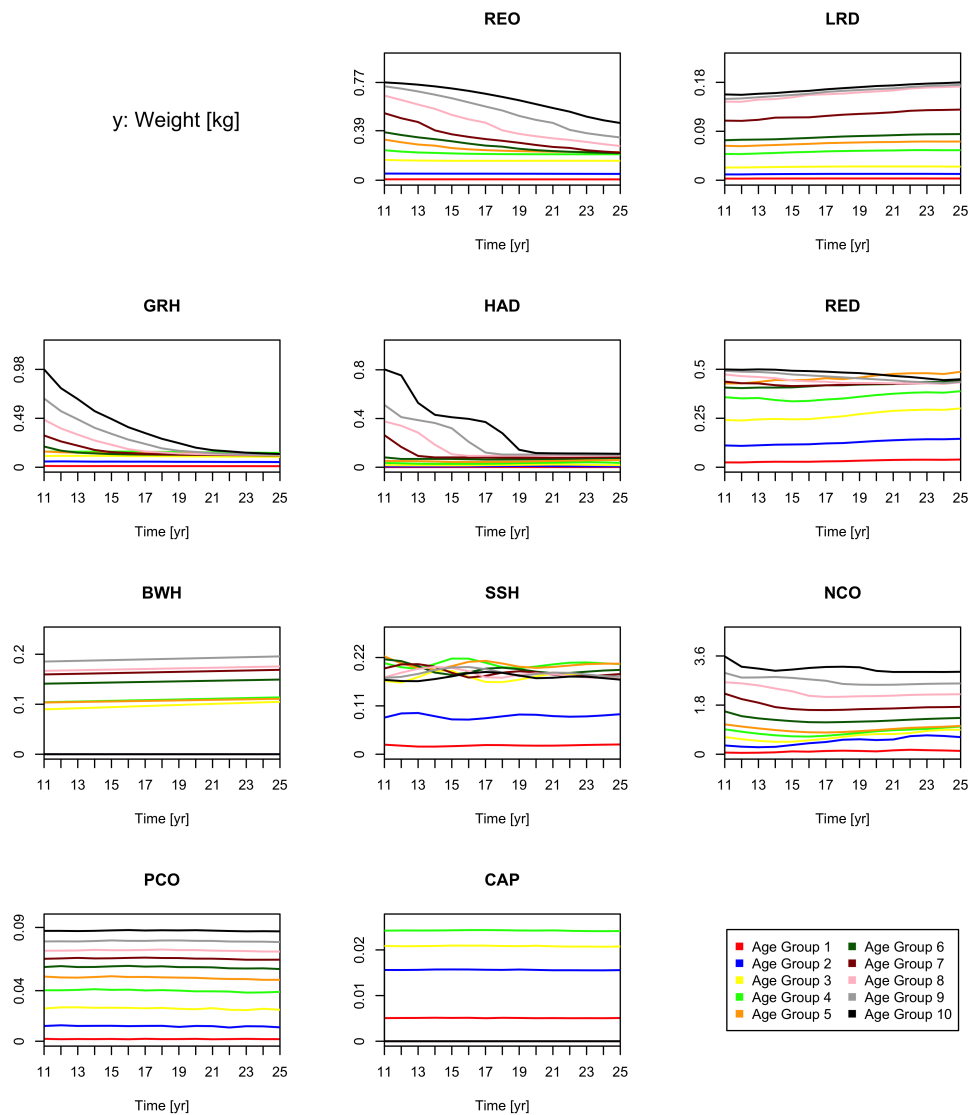 REO
LRD
y: Weight [kg]
0.77
0.39
0
11 13 15 17 19 21 23 25
Time [yr]
0.18
0.09
0
11 13 15 17 19 21 23 25
Time [yr]
GRH
HAD
RED
0.98
0.49
0
11 13 15 17 19 21 23 25
Time [yr]
0.8
0.4
0
11 13 15 17 19 21 23 25
Time [yr]
0.5
0.25
0
11 13 15 17 19 21 23 25
Time [yr]
BWH
SSH
NCO
0.2
0.1
0
11 13 15 17 19 21 23 25
Time [yr]
0.22
0.11
0
11 13 15 17 19 21 23 25
Time [yr]
3.6
1.8
0
11 13 15 17 19 21 23 25
Time [yr]
PCO
CAP
0.09
0.04
0
11 13 15 17 19 21 23 25
Time [yr]
0.02
0.01
0
11 13 15 17 19 21 23 25
Time [yr]
Age Group 1
Age Group 2
Age Group 3
Age Group 4
Age Group 5
Age Group 6
Age Group 7
Age Group 8
Age Group 9
Age Group 10